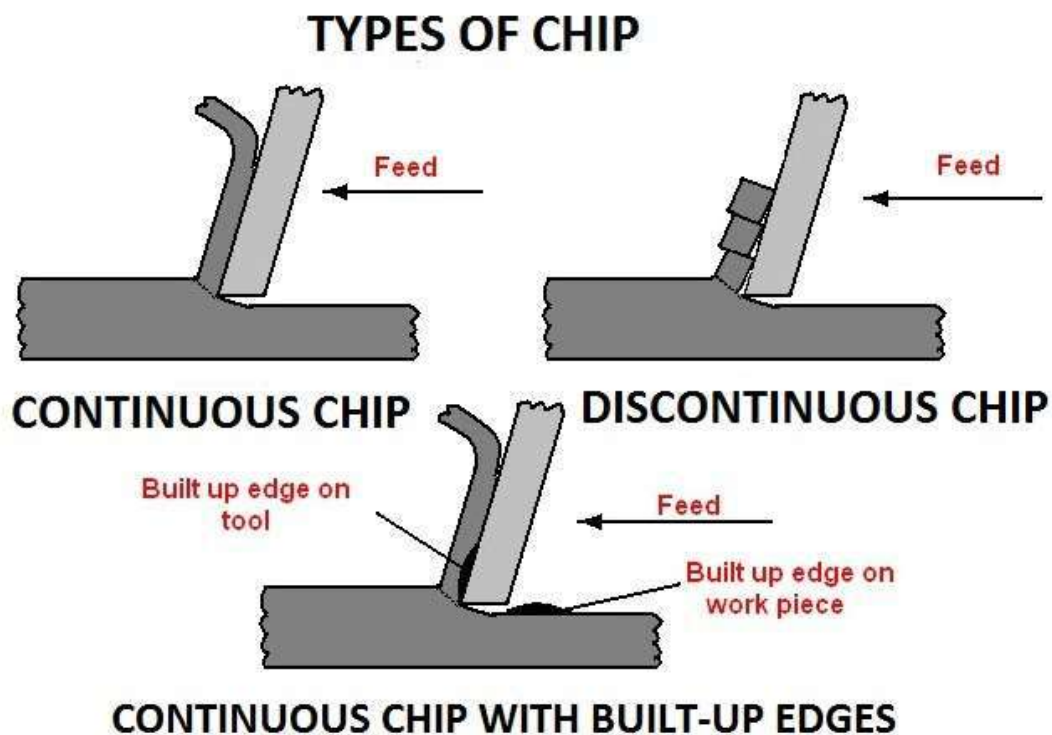 TYPES OF CHIP
Feed
Feed
CONTINUOUS CHIP
DISCONTINUOUS CHIP
Built up edge on
tool
Feed
Built up edge on
work piece
CONTINUOUS CHIP WITH BUILT-UP EDGES